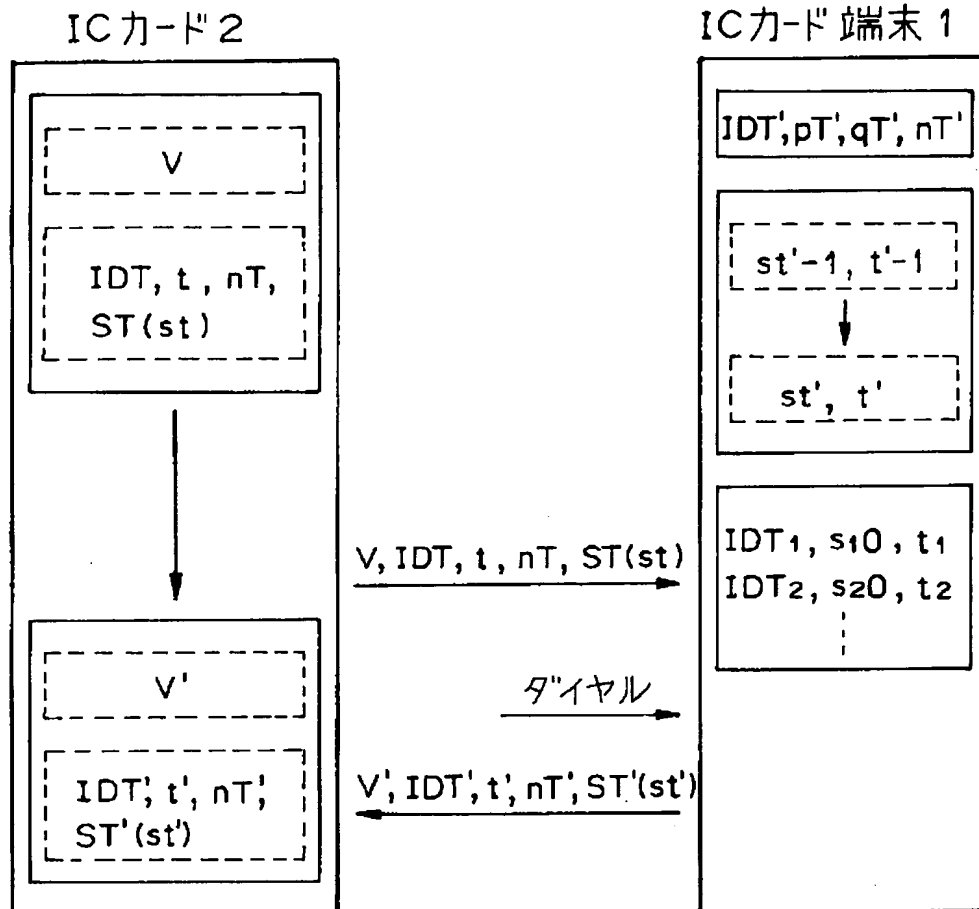 ICカード2
V
IDT, t, nT,
ST(st)
V'
IDT', t', nT',
ST'(st')
V, IDT, t, nT, ST(st)
ダイヤル
V', IDT', t', nT', ST'(st')
ICカード端末1
IDT', pT', qT', nT'
st'-1, t'-1
st', t'
IDT1, s10, t1
IDT2, s20, t2